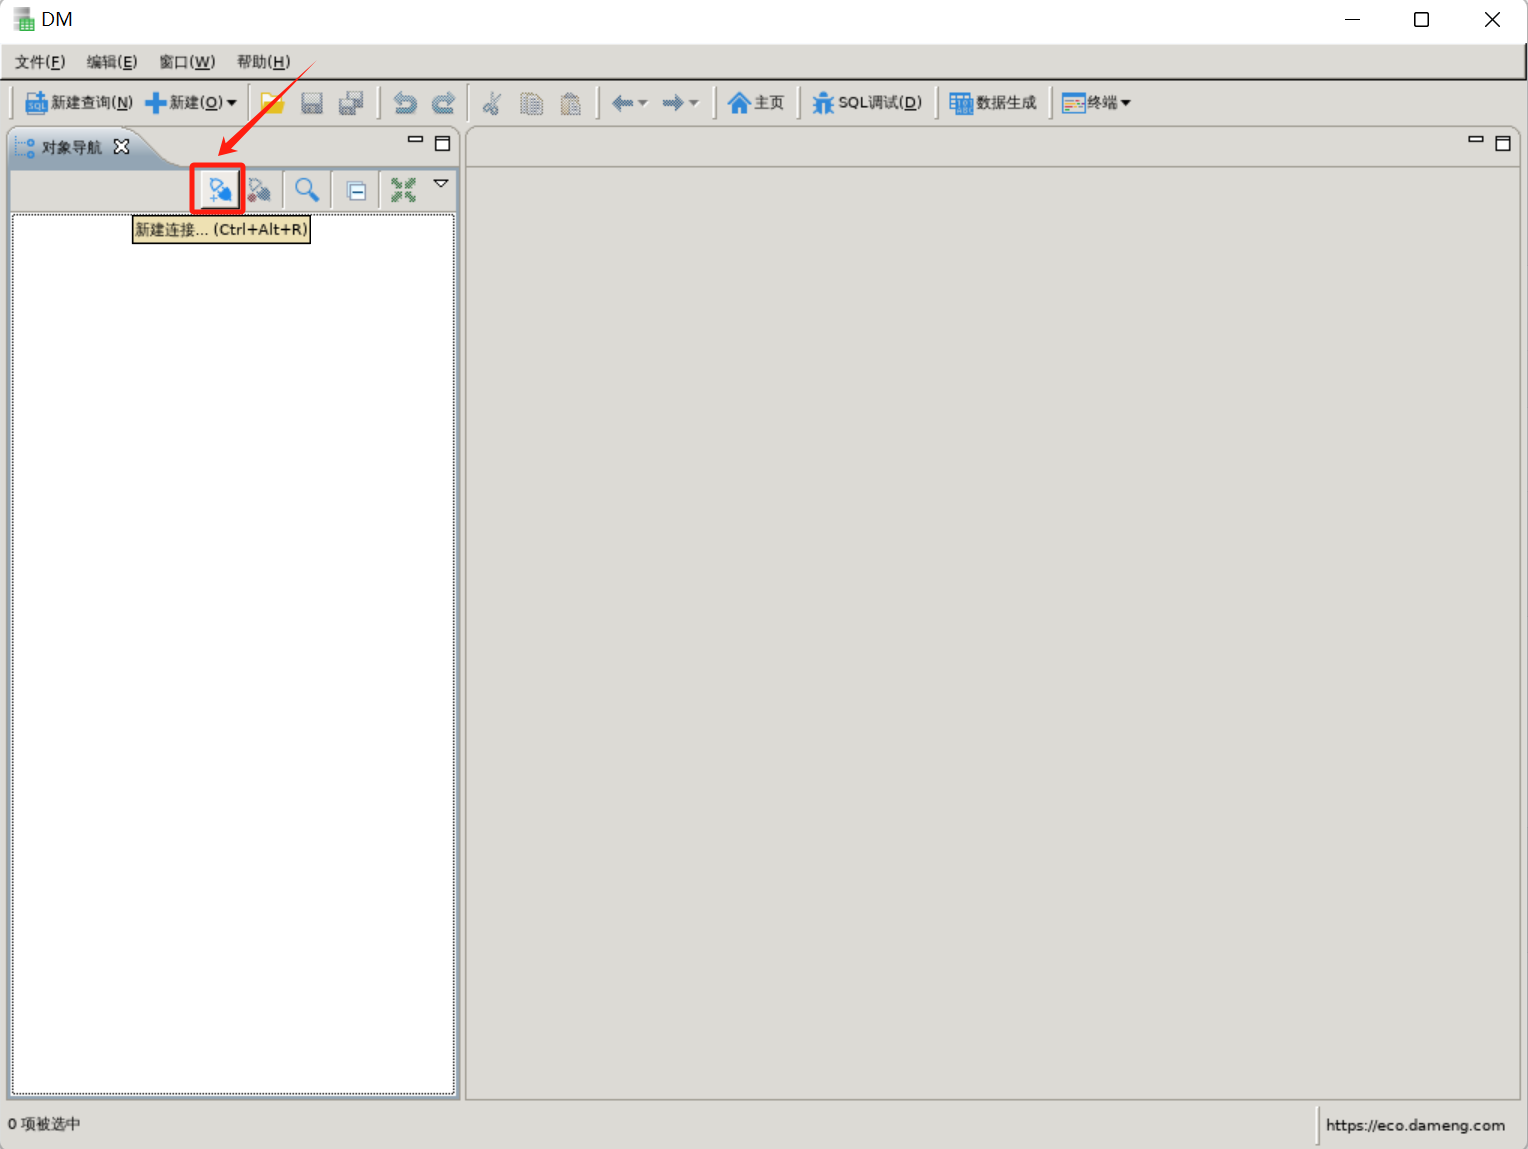 DM
文件(F) 编辑(E) 窗口(W) 帮助(H)
新建查询(N) 新建(O) 主页 SQL调试(D) 数据生成 终端
对象导航
新建连接... (Ctrl+Alt+R)
0 项被选中
https://eco.dameng.com